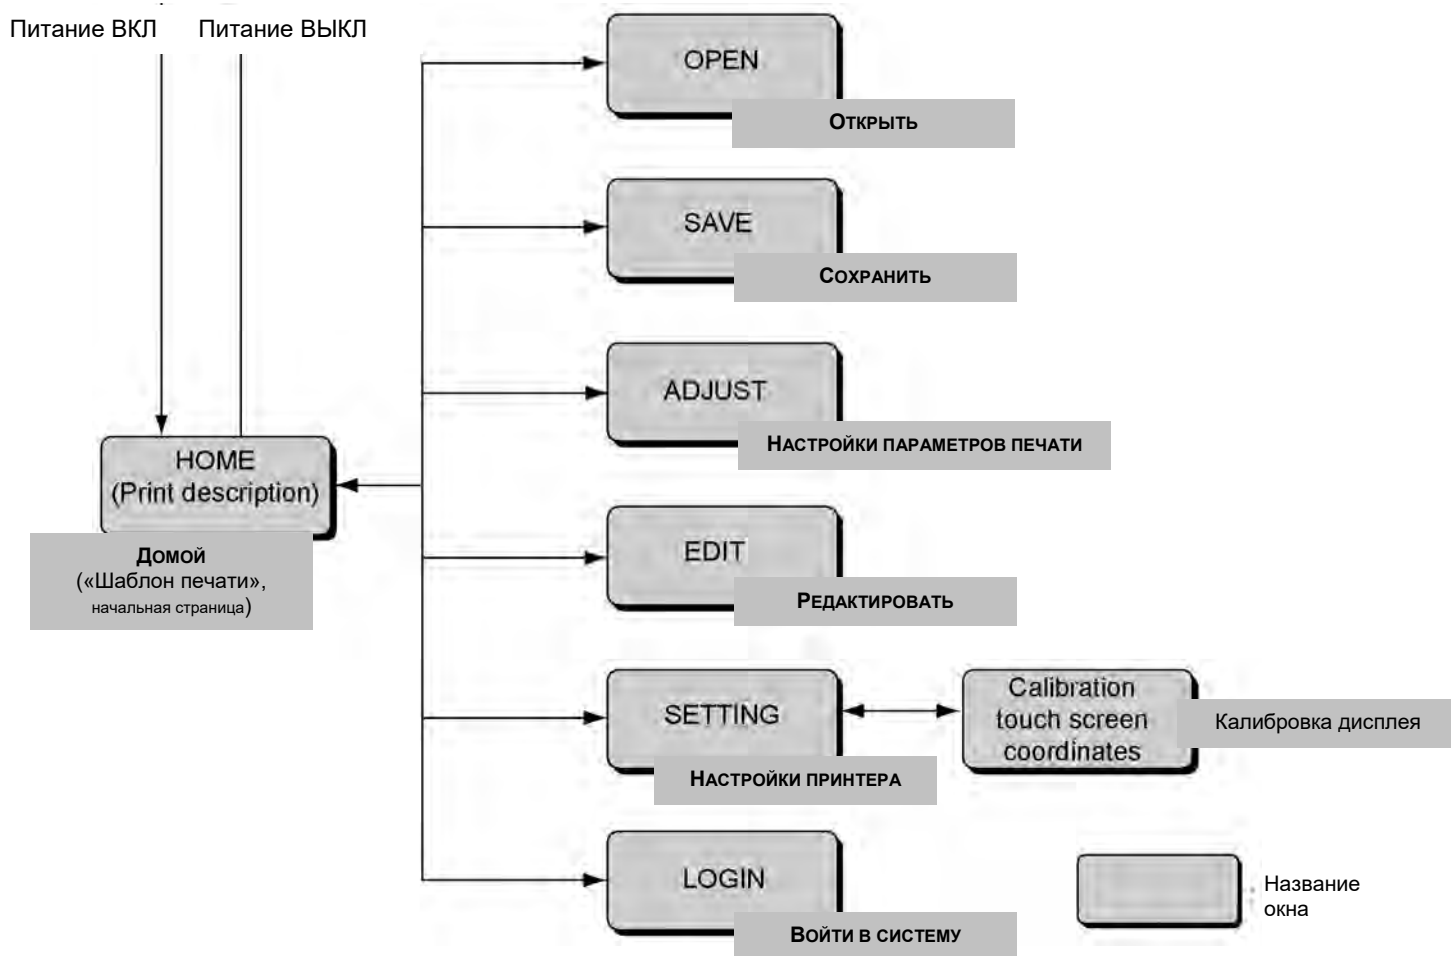 Питание ВКЛ Питание ВЫКЛ
OPEN
ОТКРЫТЬ
SAVE
СОХРАНИТЬ
ADJUST
НАСТРОЙКИ ПАРАМЕТРОВ ПЕЧАТИ
HOME
(Print description)
ДОМОЙ
(«Шаблон печати»,
начальная страница)
EDIT
РЕДАКТИРОВАТЬ
SETTING
НАСТРОЙКИ ПРИНТЕРА
Calibration
touch screen
coordinates
Калибровка дисплея
LOGIN
ВОЙТИ В СИСТЕМУ
Название
окна